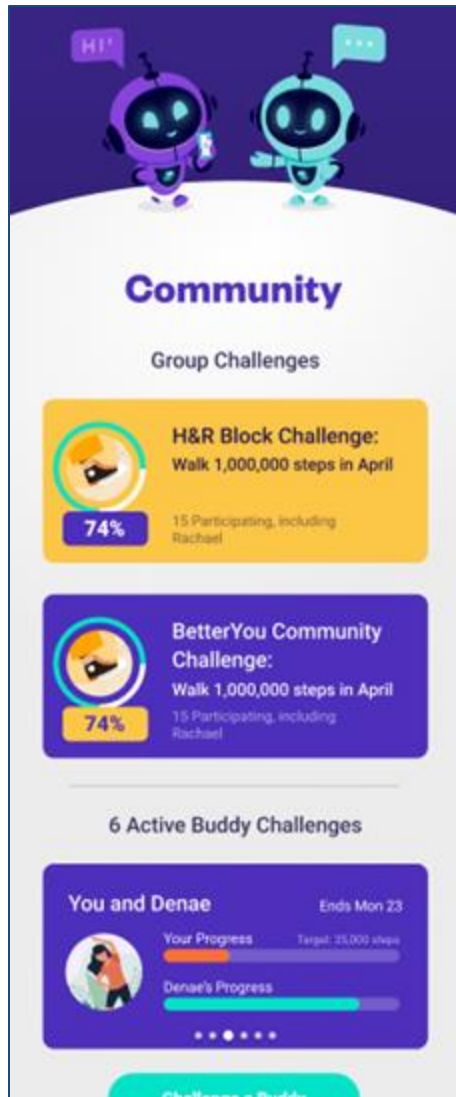 HI'
Community
Group Challenges
H&R Block Challenge:
Walk 1,000,000 steps in April
74%
15 Participating, including
Rachael
BetterYou Community
Challenge:
Walk 1,000,000 steps in April
74%
15 Participating, including
Rachael
6 Active Buddy Challenges
You and Denae
Ends Mon 23
Your Progress
Target: 25,000 steps
Denae's Progress
Challenge a Buddy